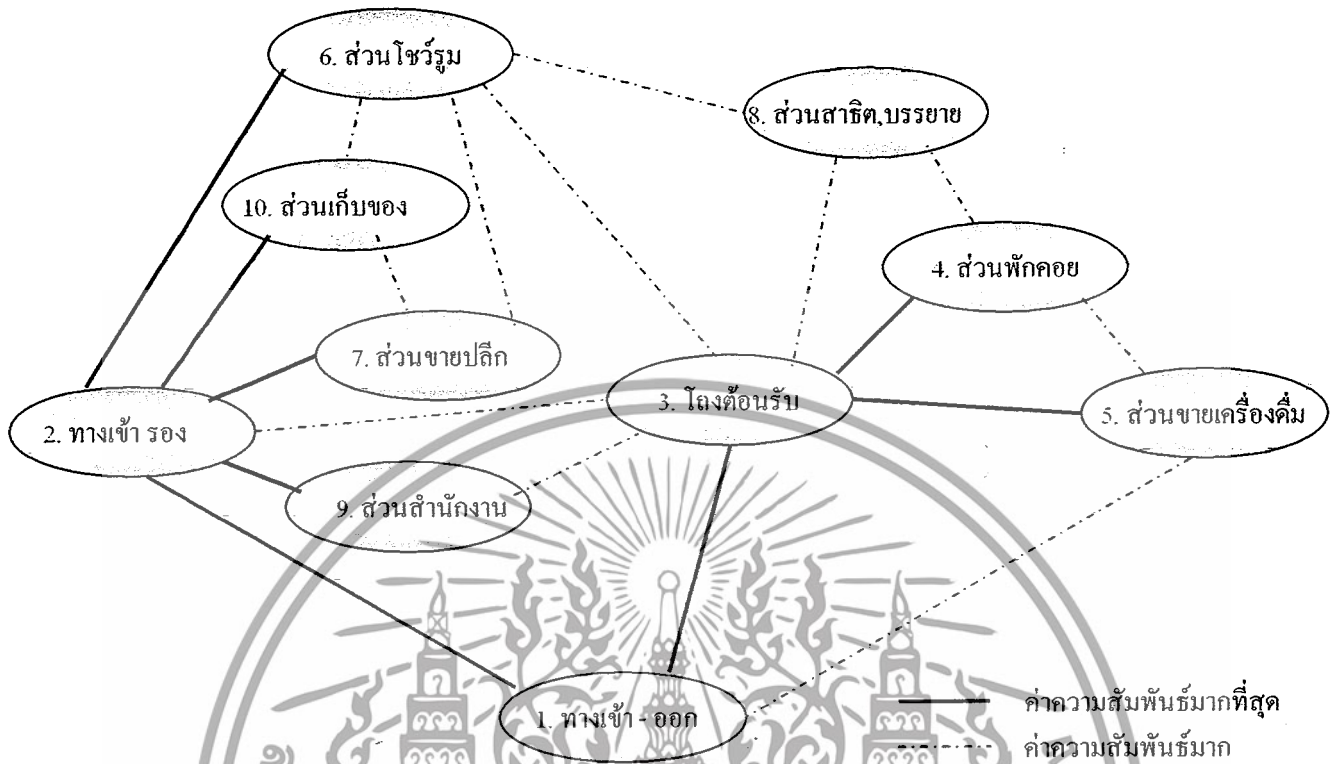 6. ส่วนโชว์รูม
8. ส่วนสาธิต,บรรยาย
10. ส่วนเก็บของ
4. ส่วนพักคอย
7. ส่วนขายปลีก
3. โถงต้อนรับ
5. ส่วนขายเครื่องดื่ม
2. ทางเข้า รอง
9. ส่วนสำนักงาน
1. ทางเข้า - ออก
ค่าความสัมพันธ์มากที่สุด
ค่าความสัมพันธ์มาก